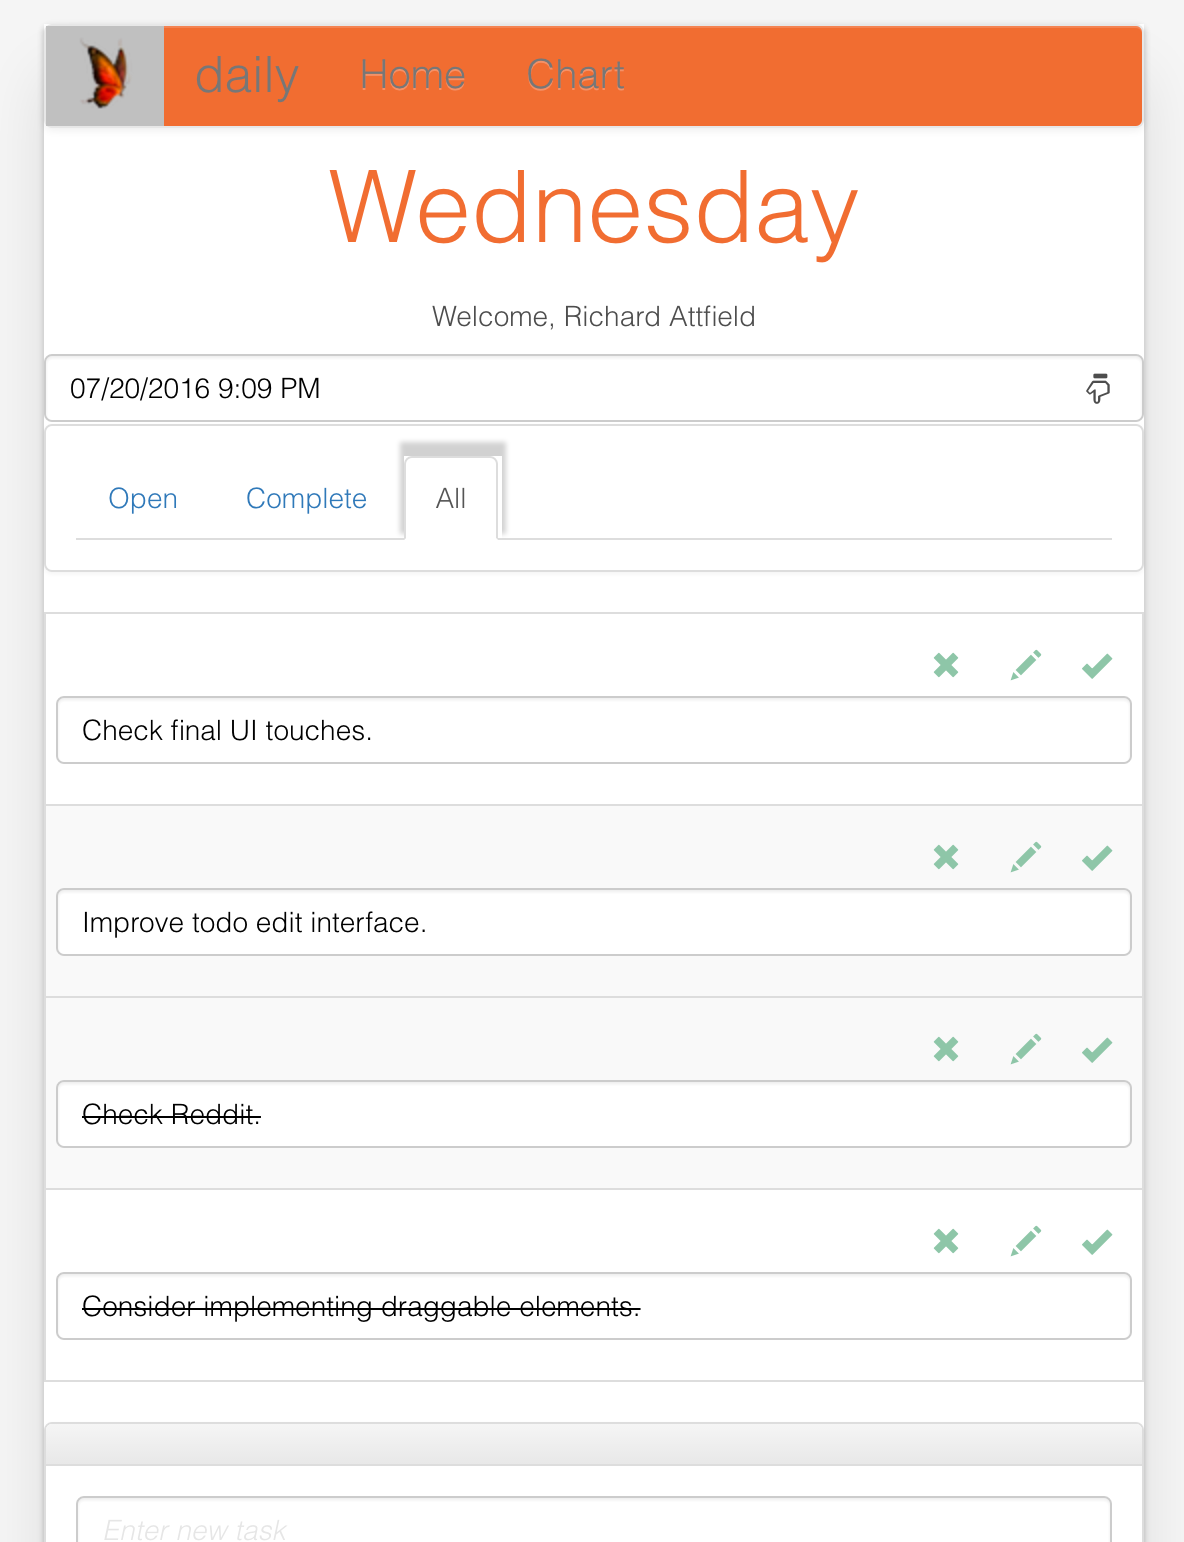 daily Home Chart
Wednesday
Welcome, Richard Attfield
07/20/2016 9:09 PM
Open Complete All
Check final UI touches.
Improve todo edit interface.
Check Reddit.
Consider implementing draggable elements.
Enter new task